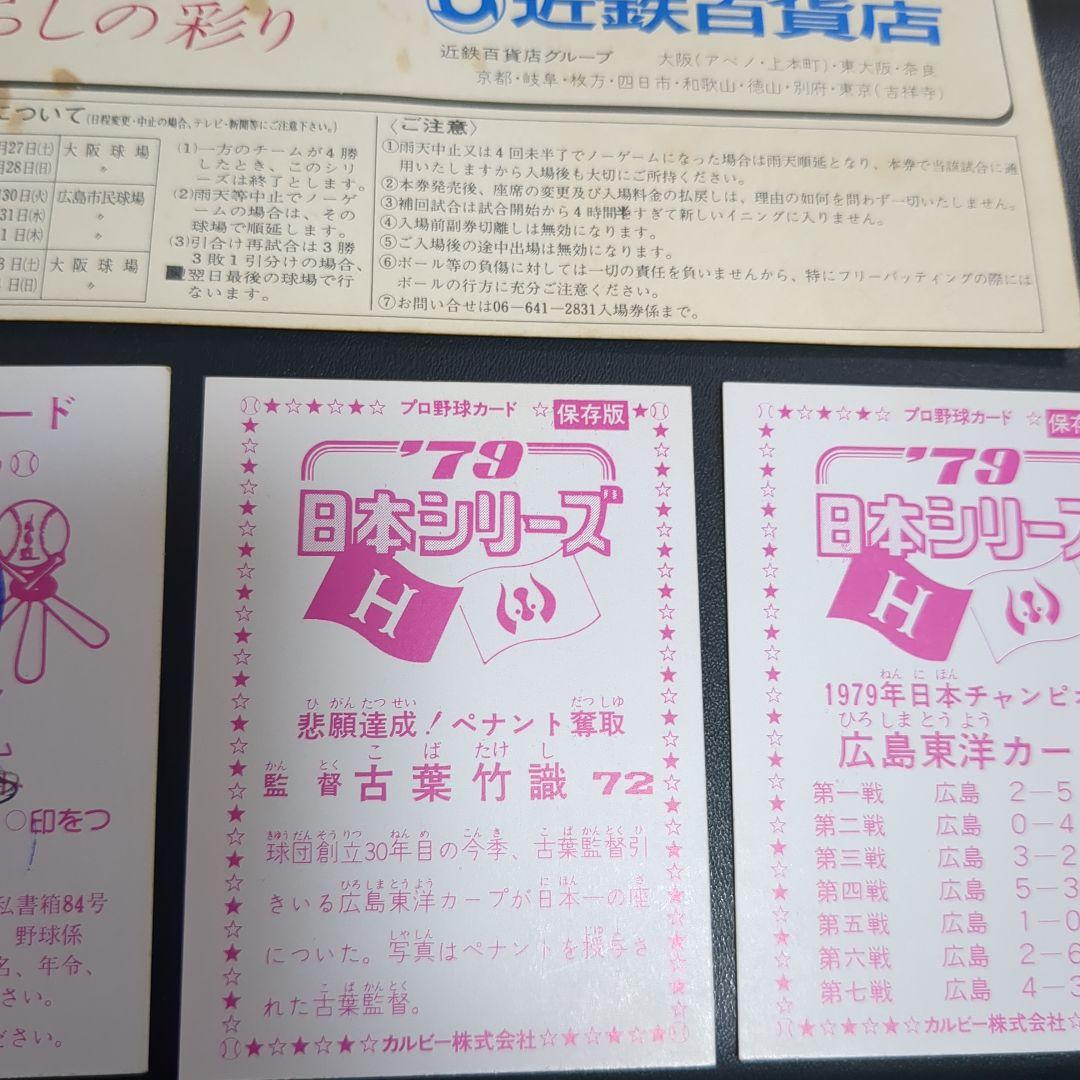 らしの彩り
近鉄百貨店
近鉄百貨店グループ 大阪(アベノ・上本町)・東大阪・奈良
京都・岐阜・枚方・四日市・和歌山・徳山・別府・東京(吉祥寺)
について(日程変更・中止の場合、テレビ・新聞等にご注意下さい。)
月27日(土) 大阪球場
月28日(日) 〃
30日(火) 広島市民球場
31日(水) 〃
1日(木) 〃
3日(土) 大阪球場
日(日) 〃
(1)一方のチームが4勝
したとき、このシリ
ーズは終了とします。
(2)雨天等中止でノーゲ
ームの場合は、その
球場で順延します。
(3)引分け再試合は3勝
3敗1引分けの場合、
翌日最後の球場で行
ないます。
〈ご注意〉
①雨天中止又は4回未半了でノーゲームになった場合は雨天順延となり、本券で当該試合に通
用いたしますから入場後も大切にご所持ください。
②本券発売後、座席の変更及び入場料金の払戻しは、理由の如何を問わず一切いたしません。
③補回試合は試合開始から4時間半をすぎて新しいイニングに入りません。
④入場前副券切離しは無効になります。
⑤ご入場後の途中出場は無効になります。
⑥ボール等の負傷に対しては一切の責任を負いませんから、特にフリーバッティングの際には
ボールの行方に充分ご注意ください。
⑦お問い合せは06-641-2831入場券係まで。
ード
○印をつ
私書箱84号
野球係
名、年令、
さい。
ださい。
★☆★☆★☆ プロ野球カード ☆ 保存版 ★
'79
日本シリーズ
H
ひがんたつせい だっしゅ
悲願達成!ペナント奪取
かんとく こばたけし
監督 古葉竹識 72
きゅうだんそうりつ ねんめ こんき こばかんとくひ
球団創立30年目の今季、古葉監督引
ひろしまとうよう にほん ざ
きいる広島東洋カープが日本一の座
しゃしん じゅよ
についた。写真はペナントを授与さ
こばかんとく
れた古葉監督。
★☆★☆★☆カルビー株式会社☆★☆★☆★
★☆★☆★☆ プロ野球カード ☆ 保存
'79
日本シリーズ
H
ねんにほん
1979年日本チャンピオ
ひろしまとうよう
広島東洋カー
第一戦 広島 2-5
第二戦 広島 0-4
第三戦 広島 3-2
第四戦 広島 5-3
第五戦 広島 1-0
第六戦 広島 2-6
第七戦 広島 4-3
★☆★☆★☆カルビー株式会社